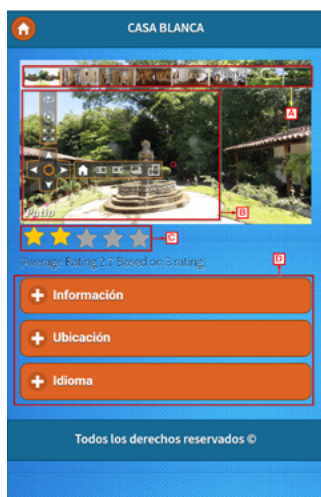 CASA BLANCA
A
B
Patio
C
(Average Rating 2.7 Based on 3 rating)
D
Información
Ubicación
Idioma
Todos los derechos reservados ©